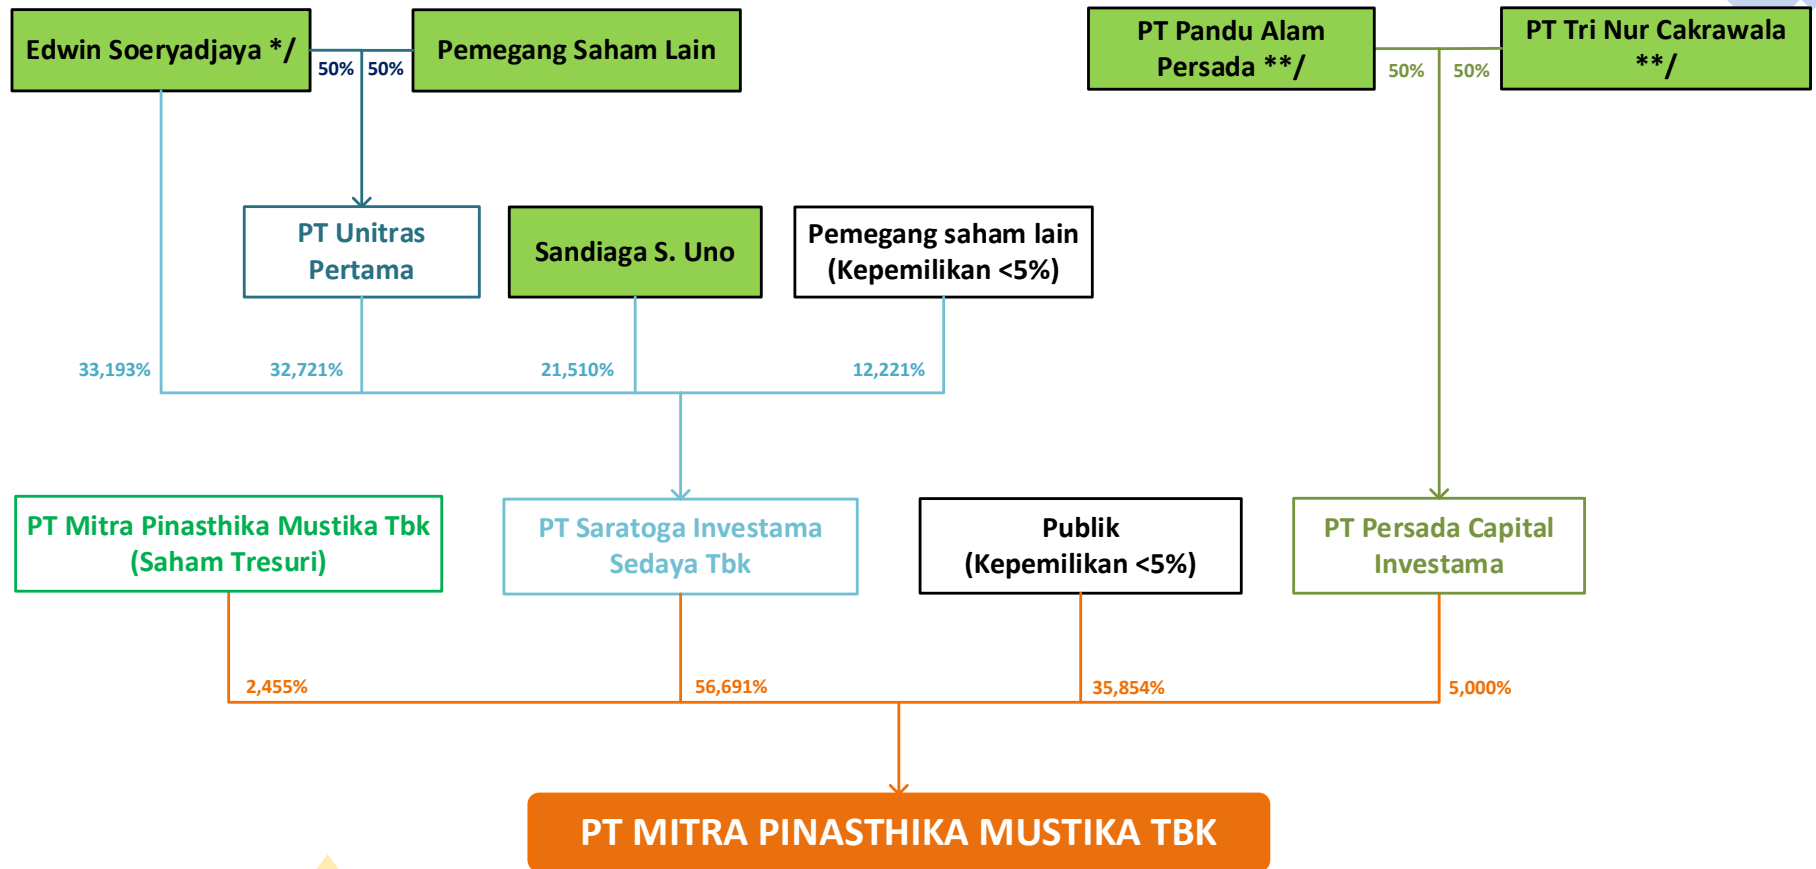 Edwin Soeryadjaya */
50%
50%
Pemegang Saham Lain
PT Pandu Alam
Persada **/
50%
50%
PT Tri Nur Cakrawala
**/
PT Unitras
Pertama
Sandiaga S. Uno
Pemegang saham lain
(Kepemilikan <5%)
33,193%
32,721%
21,510%
12,221%
PT Mitra Pinasthika Mustika Tbk
(Saham Tresuri)
PT Saratoga Investama
Sedaya Tbk
Publik
(Kepemilikan <5%)
PT Persada Capital
Investama
2,455%
56,691%
35,854%
5,000%
PT MITRA PINASTHIKA MUSTIKA TBK